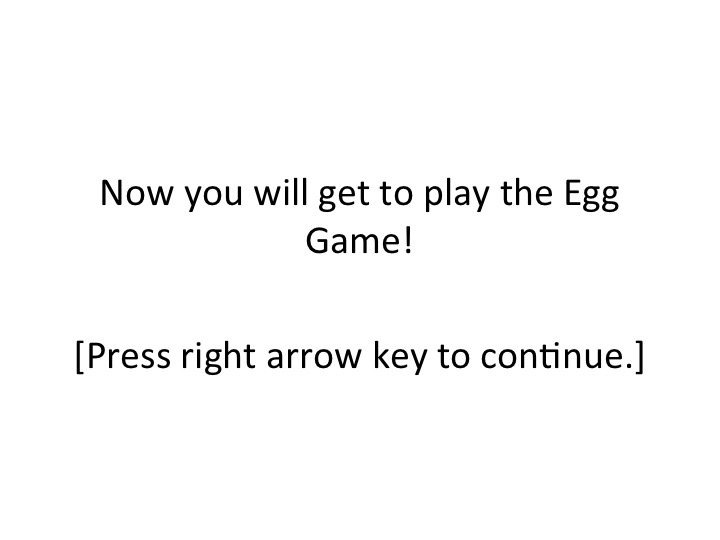 Now you will get to play the Egg
Game!
[Press right arrow key to continue.]